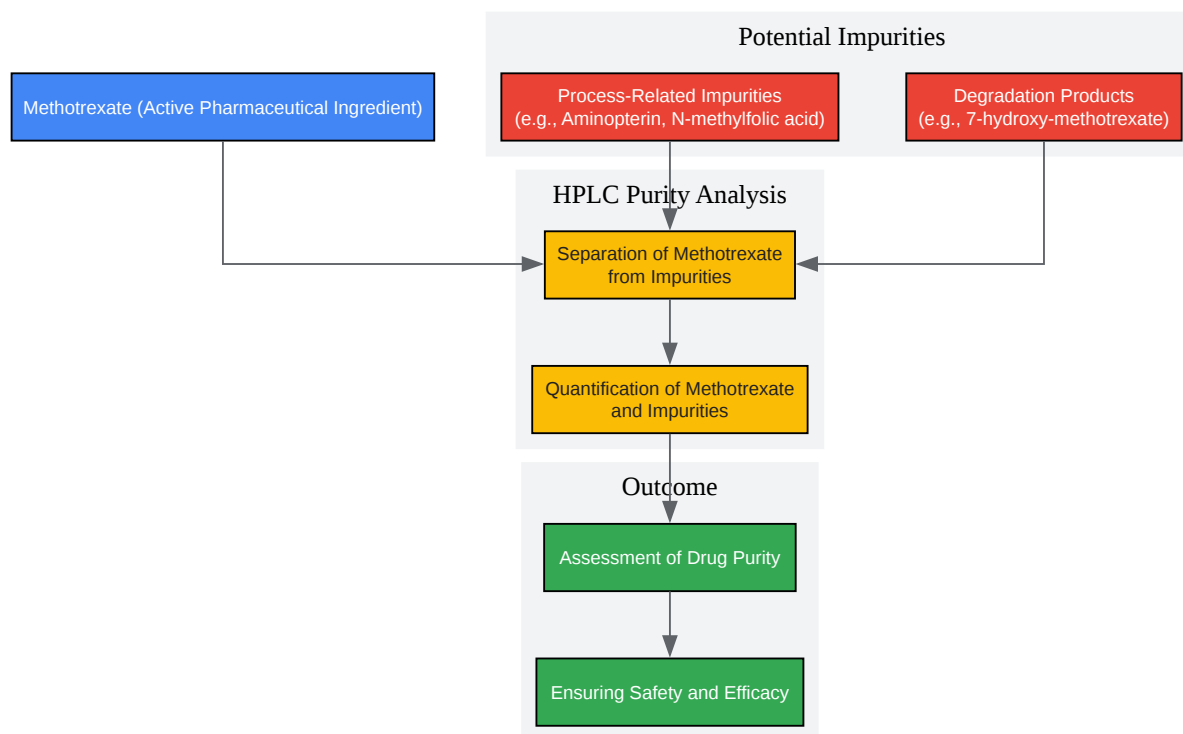 Potential Impurities
Methotrexate (Active Pharmaceutical Ingredient)
Process-Related Impurities
(e.g., Aminopterin, N-methylfolic acid)
Degradation Products
(e.g., 7-hydroxy-methotrexate)
HPLC Purity Analysis
Separation of Methotrexate
from Impurities
Quantification of Methotrexate
and Impurities
Outcome
Assessment of Drug Purity
Ensuring Safety and Efficacy